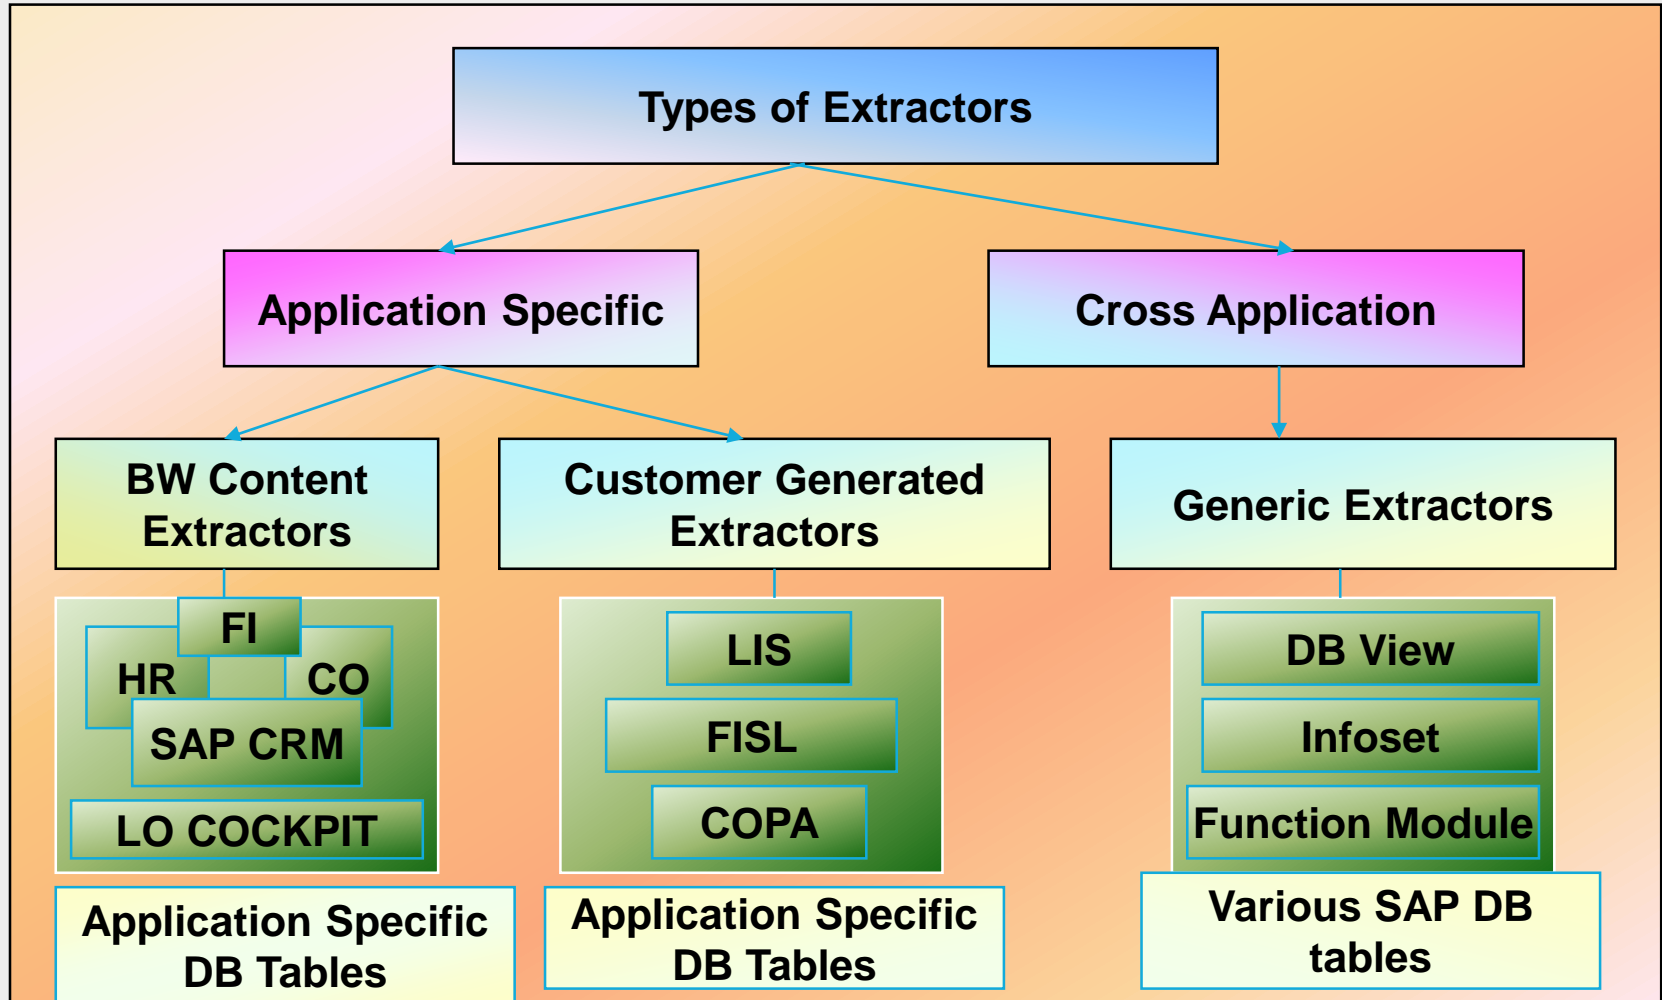 Types of Extractors
Application Specific
Cross Application
BW Content
Extractors
Customer Generated
Extractors
Generic Extractors
FI
HR
CO
SAP CRM
LO COCKPIT
LIS
FISL
COPA
DB View
Infoset
Function Module
Application Specific
DB Tables
Application Specific
DB Tables
Various SAP DB
tables